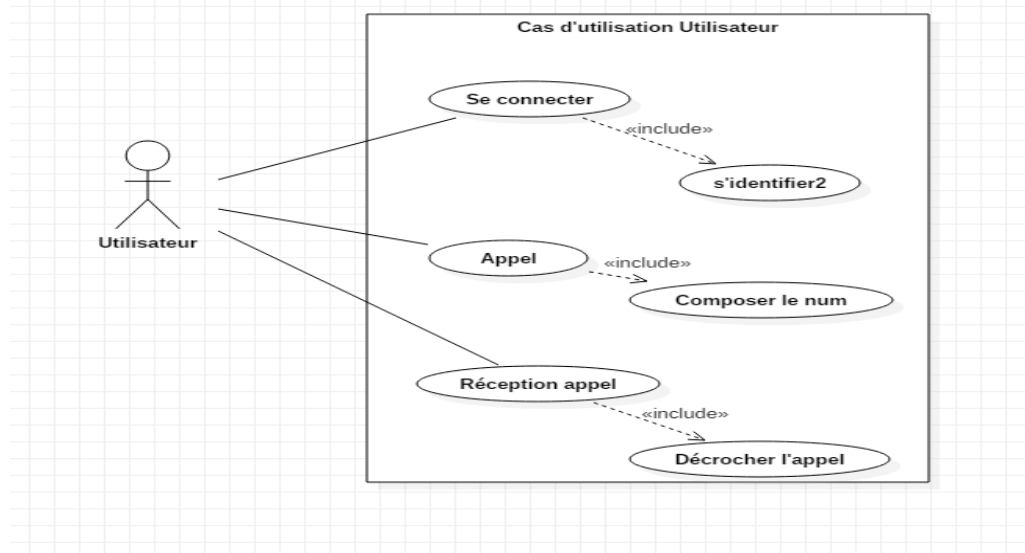 Cas d'utilisation Utilisateur
Se connecter
«include»
s'identifier2
Utilisateur
Appel
«include»
Composer le num
Réception appel
«include»
Décrocher l'appel